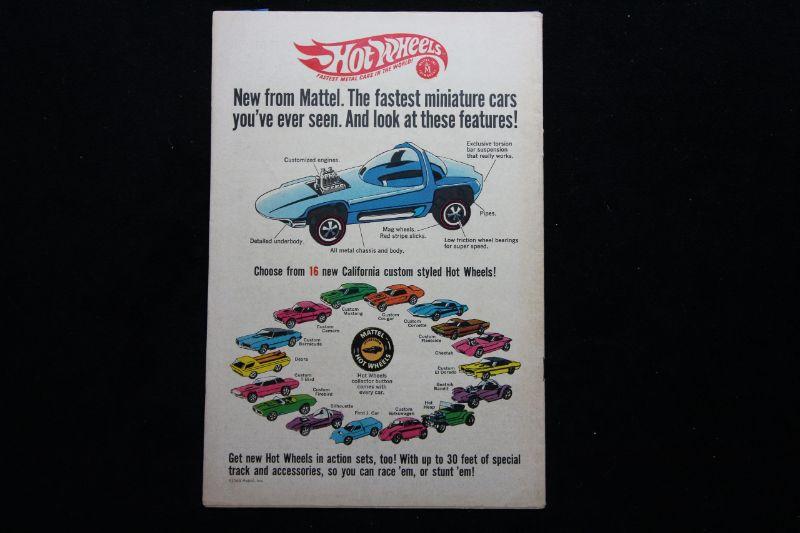 Hot Wheels
FASTEST METAL CARS IN THE WORLD!
New from Mattel. The fastest miniature cars
you've ever seen. And look at these features!
Exclusive torsion
bar suspension
that really works.
Customized engines.
Pipes.
Mag wheels.
Red stripe slicks.
Detailed underbody.
Low friction wheel bearings
for super speed.
All metal chassis and body.
Choose from 16 new California custom styled Hot Wheels!
Custom
Mustang
Custom
Cougar
Custom
Corvette
Custom
Camaro
Custom
Fleetside
Custom
Barracuda
MATTEL
HOT WHEELS
Cheetah
Deora
Hot Wheels
collector button
comes with
every car.
Custom
El Dorado
Custom
T-Bird
Beatnik
Bandit
Custom
Firebird
Silhouette
Ford J. Car
Custom
Volkswagen
Hot
Heap
Get new Hot Wheels in action sets, too! With up to 30 feet of special
track and accessories, so you can race 'em, or stunt 'em!